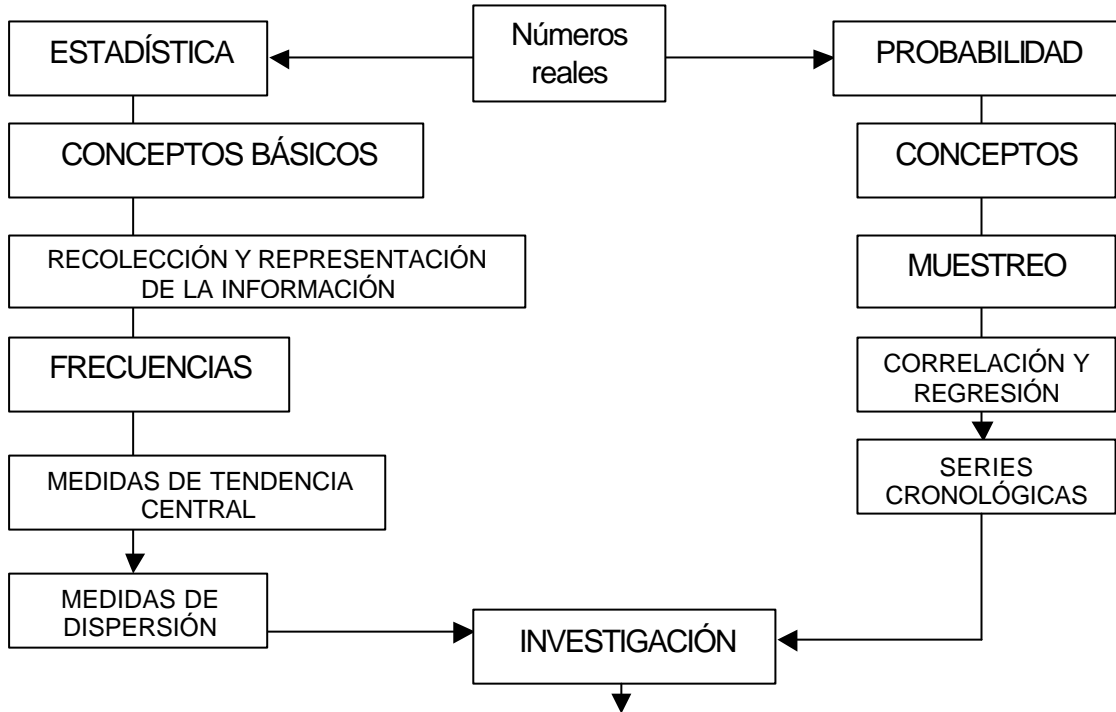 ESTADÍSTICA
Números
reales
PROBABILIDAD
CONCEPTOS BÁSICOS
CONCEPTOS
RECOLECCIÓN Y REPRESENTACIÓN
DE LA INFORMACIÓN
MUESTREO
FRECUENCIAS
CORRELACIÓN Y
REGRESIÓN
MEDIDAS DE TENDENCIA
CENTRAL
SERIES
CRONOLÓGICAS
MEDIDAS DE
DISPERSIÓN
INVESTIGACIÓN